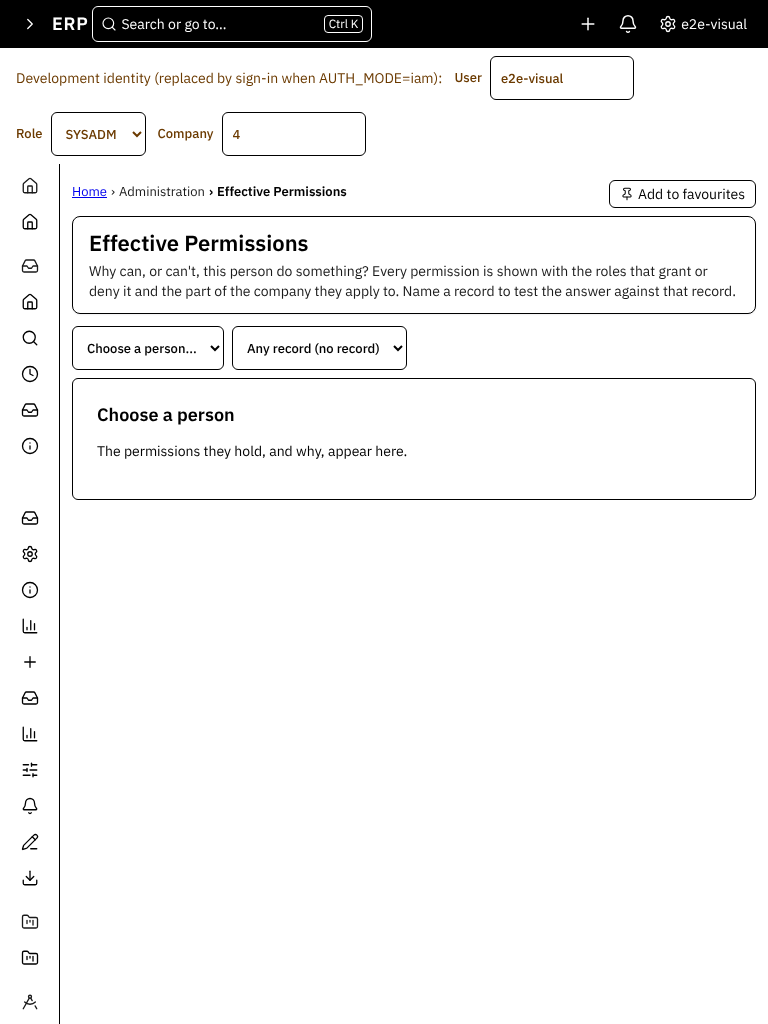 ERP
Search or go to...
Ctrl K
e2e-visual
Development identity (replaced by sign-in when AUTH_MODE=iam):
User
e2e-visual
Role
SYSADM
Company
4
Home › Administration › Effective Permissions
Add to favourites
Effective Permissions
Why can, or can't, this person do something? Every permission is shown with the roles that grant or
deny it and the part of the company they apply to. Name a record to test the answer against that record.
Choose a person...
Any record (no record)
Choose a person
The permissions they hold, and why, appear here.